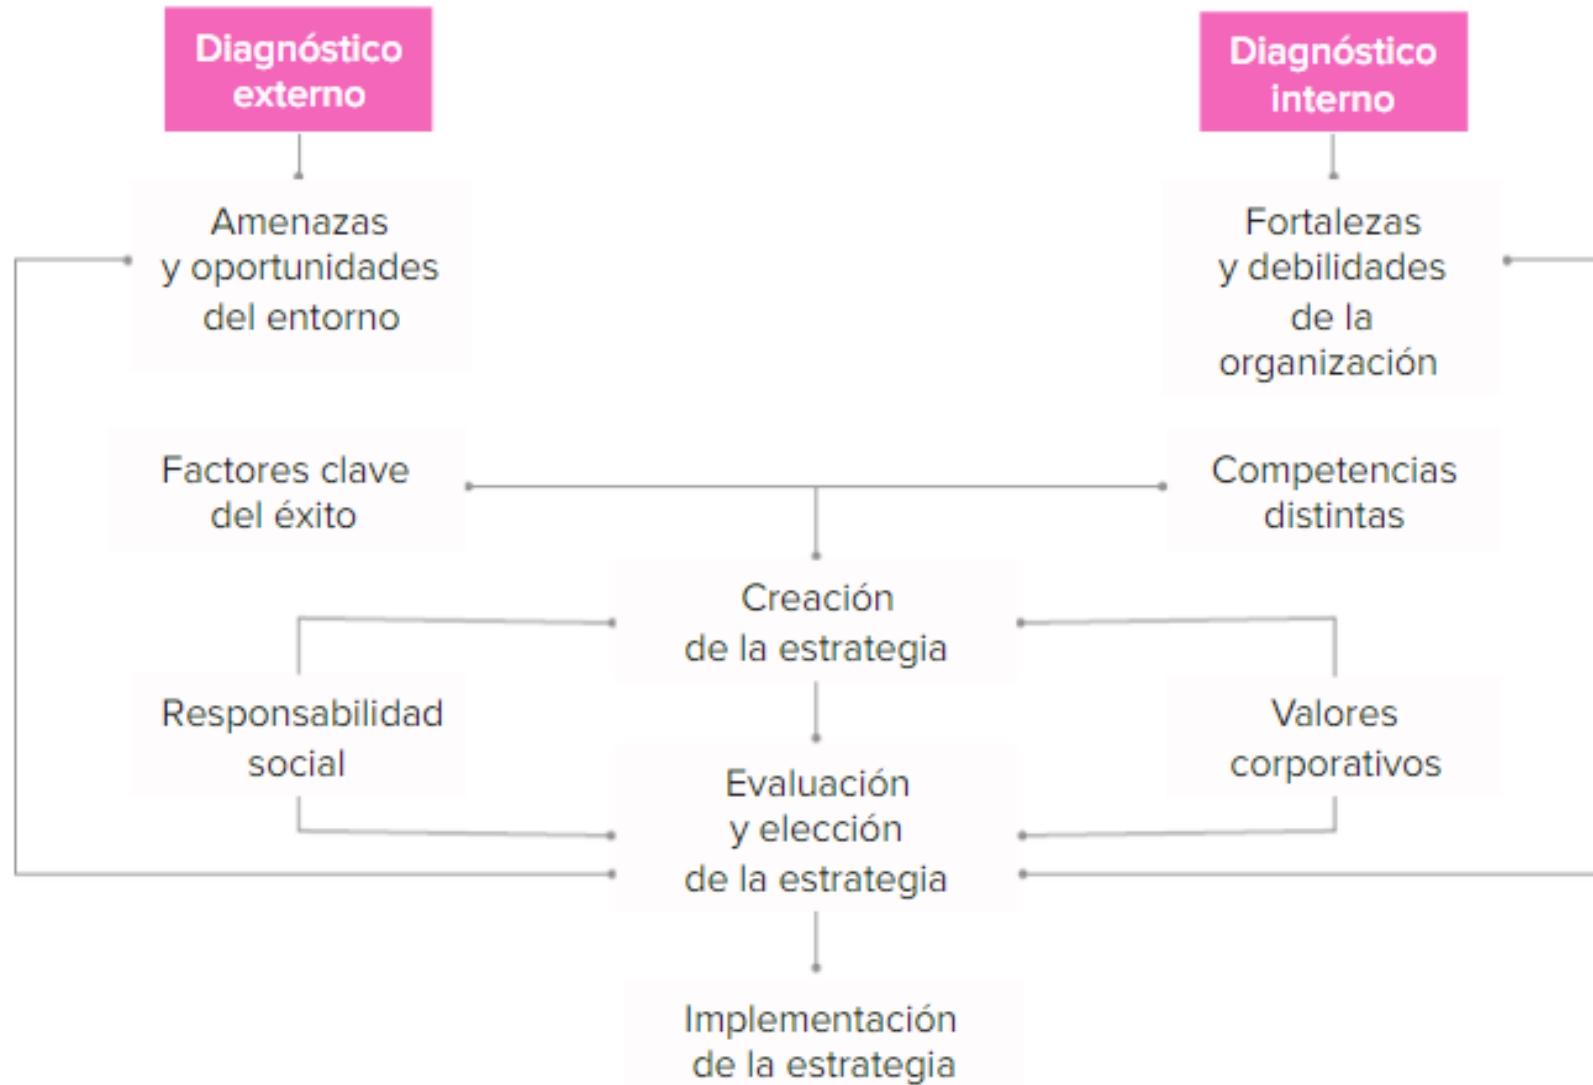 Diagnóstico
externo
Diagnóstico
interno
Amenazas
y oportunidades
del entorno
Fortalezas
y debilidades
de la
organización
Factores clave
del éxito
Competencias
distintas
Creación
de la estrategia
Responsabilidad
social
Valores
corporativos
Evaluación
y elección
de la estrategia
Implementación
de la estrategia